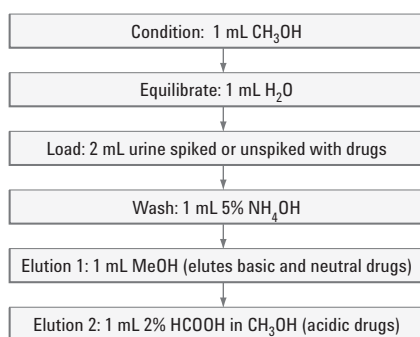 Condition: 1 mL CH₃OH
Equilibrate: 1 mL H₂O
Load: 2 mL urine spiked or unspiked with drugs
Wash: 1 mL 5% NH₄OH
Elution 1: 1 mL MeOH (elutes basic and neutral drugs)
Elution 2: 1 mL 2% HCOOH in CH₃OH (acidic drugs)